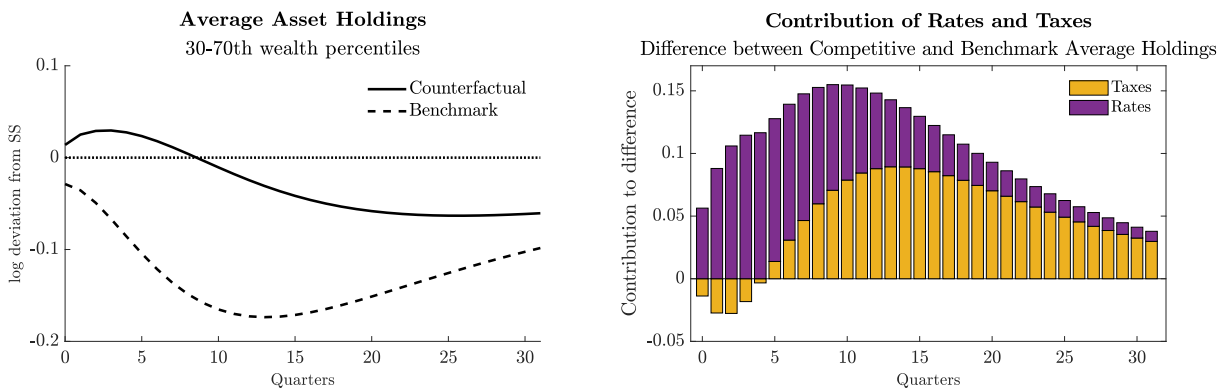 Average Asset Holdings
30-70th wealth percentiles
log deviation from SS
0.1
0
-0.1
-0.2
Counterfactual
Benchmark
0 5 10 15 20 25 30
Quarters
Contribution of Rates and Taxes
Difference between Competitive and Benchmark Average Holdings
Contribution to difference
0.15
0.1
0.05
0
-0.05
Taxes
Rates
0 5 10 15 20 25 30
Quarters